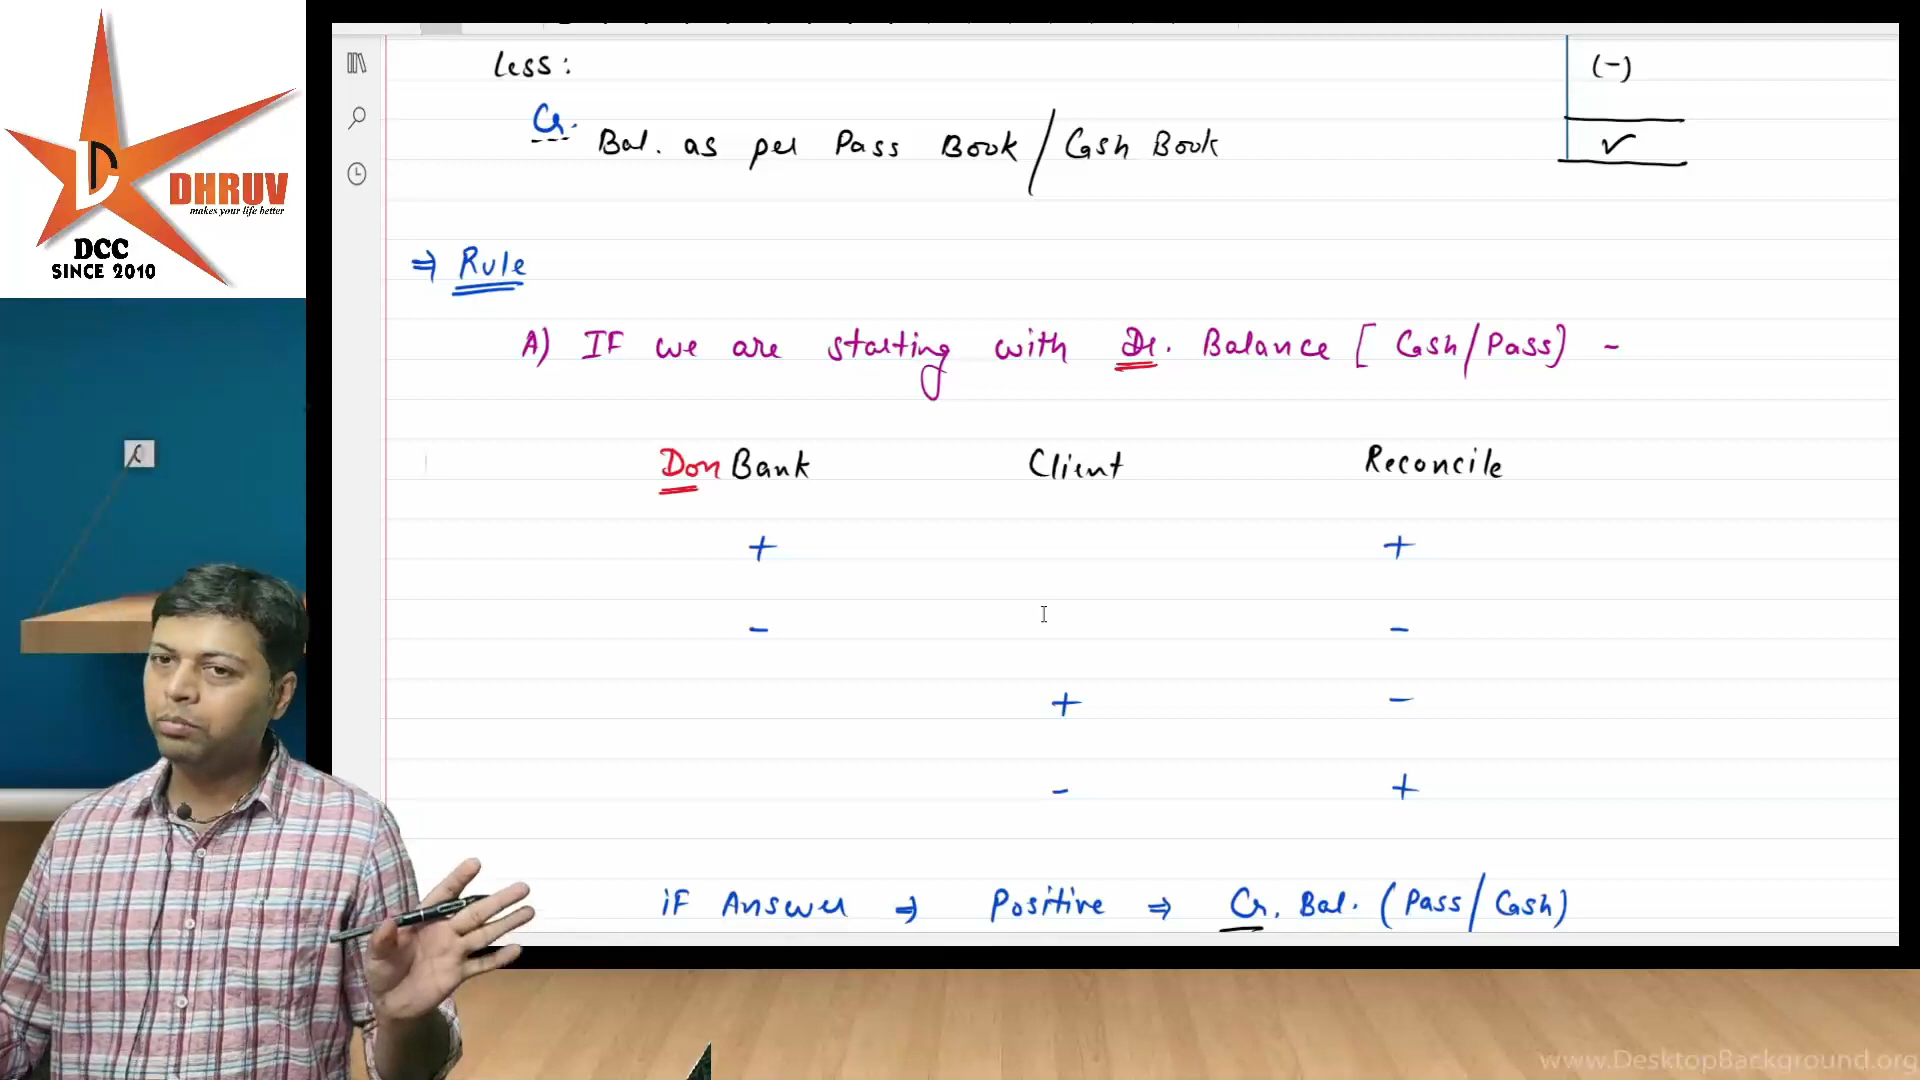 Less :
(-)
Cr.
Bal. as per Pass Book / Cash Book
✓
DHRUV
makes your life better
DCC
SINCE 2010
⇒ Rule
A) IF we are starting with Dr. Balance [ Cash/Pass] -
Don Bank Client Reconcile
+ +
- -
+ -
- +
if Answer ⇒ Positive ⇒ Cr. Bal. (Pass/Cash)
www.DesktopBackground.org